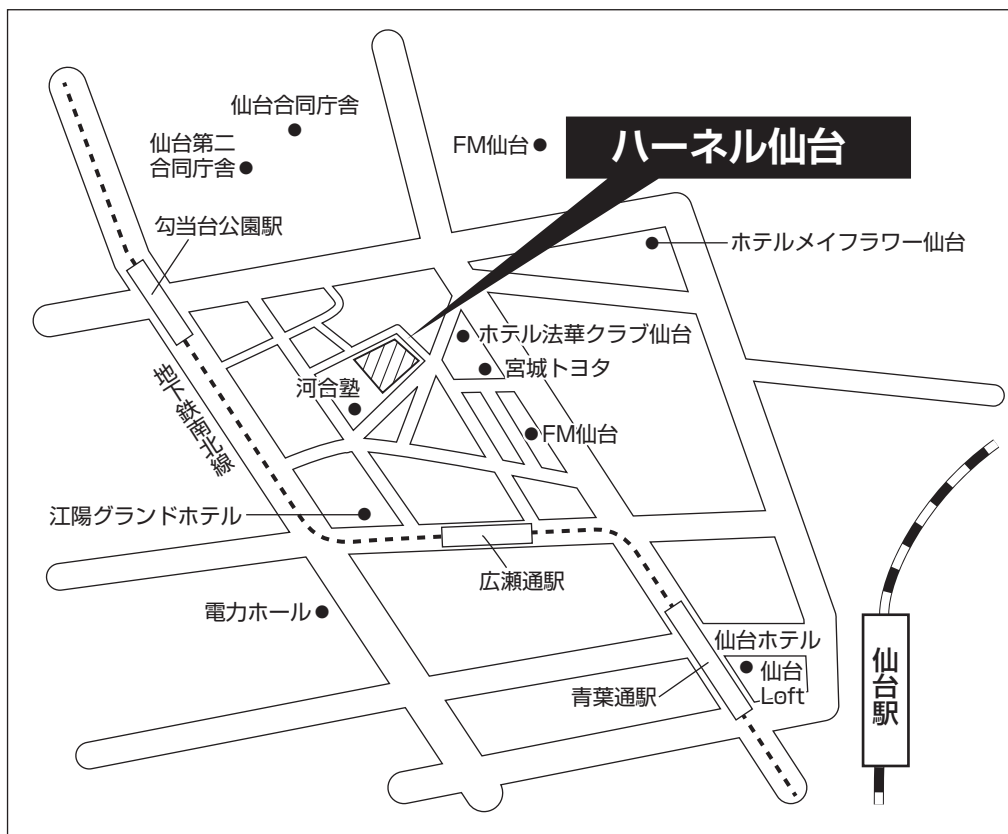 仙台合同庁舎
仙台第二
合同庁舎
FM仙台
ハーネル仙台
勾当台公園駅
ホテルメイフラワー仙台
ホテル法華クラブ仙台
宮城トヨタ
河合塾
地下鉄南北線
FM仙台
江陽グランドホテル
広瀬通駅
電力ホール
仙台ホテル
仙台
Loft
青葉通駅
仙台駅